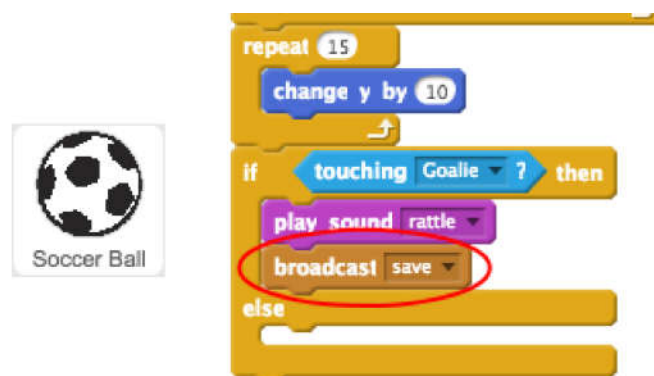 repeat 15
change y by 10
if touching Goalie ? then
play sound rattle
broadcast save
else
Soccer Ball